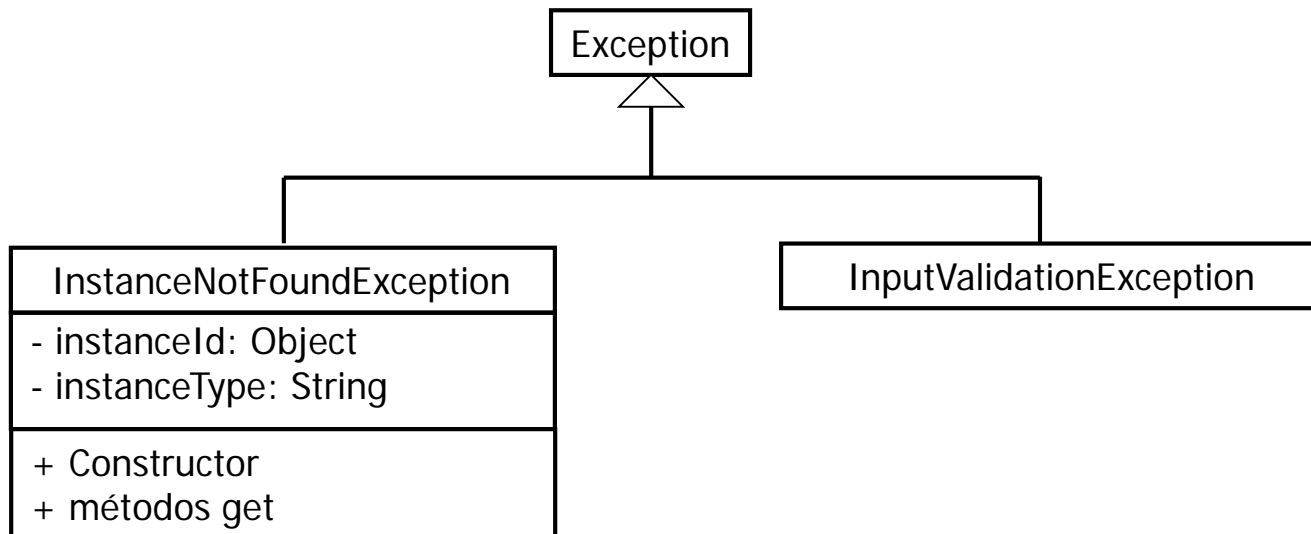 Exception
InstanceNotFoundException
- instanceId: Object
- instanceType: String
+ Constructor
+ métodos get
InputValidationException